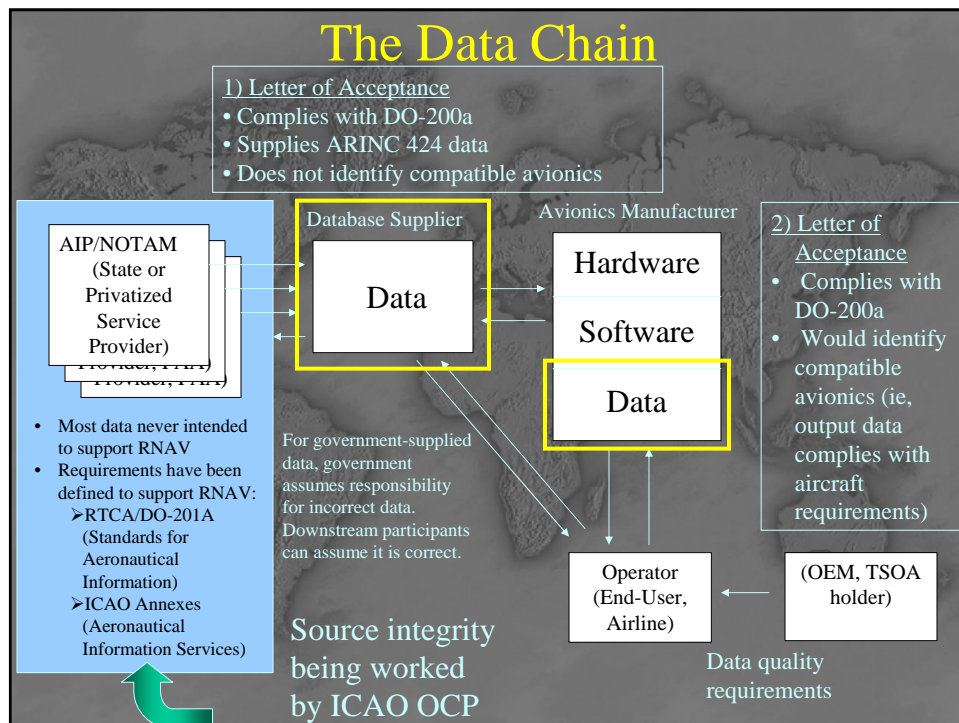 The Data Chain
1) Letter of Acceptance
• Complies with DO-200a
• Supplies ARINC 424 data
• Does not identify compatible avionics
AIP/NOTAM
(State or
Privatized
Service
Provider)
Provider, FAA)
• Most data never intended
to support RNAV
• Requirements have been
defined to support RNAV:
➢RTCA/DO-201A
(Standards for
Aeronautical
Information)
➢ICAO Annexes
(Aeronautical
Information Services)
Database Supplier
Data
For government-supplied
data, government
assumes responsibility
for incorrect data.
Downstream participants
can assume it is correct.
Source integrity
being worked
by ICAO OCP
Avionics Manufacturer
Hardware
Software
Data
2) Letter of
Acceptance
• Complies with
DO-200a
• Would identify
compatible
avionics (ie,
output data
complies with
aircraft
requirements)
Operator
(End-User,
Airline)
(OEM, TSOA
holder)
Data quality
requirements